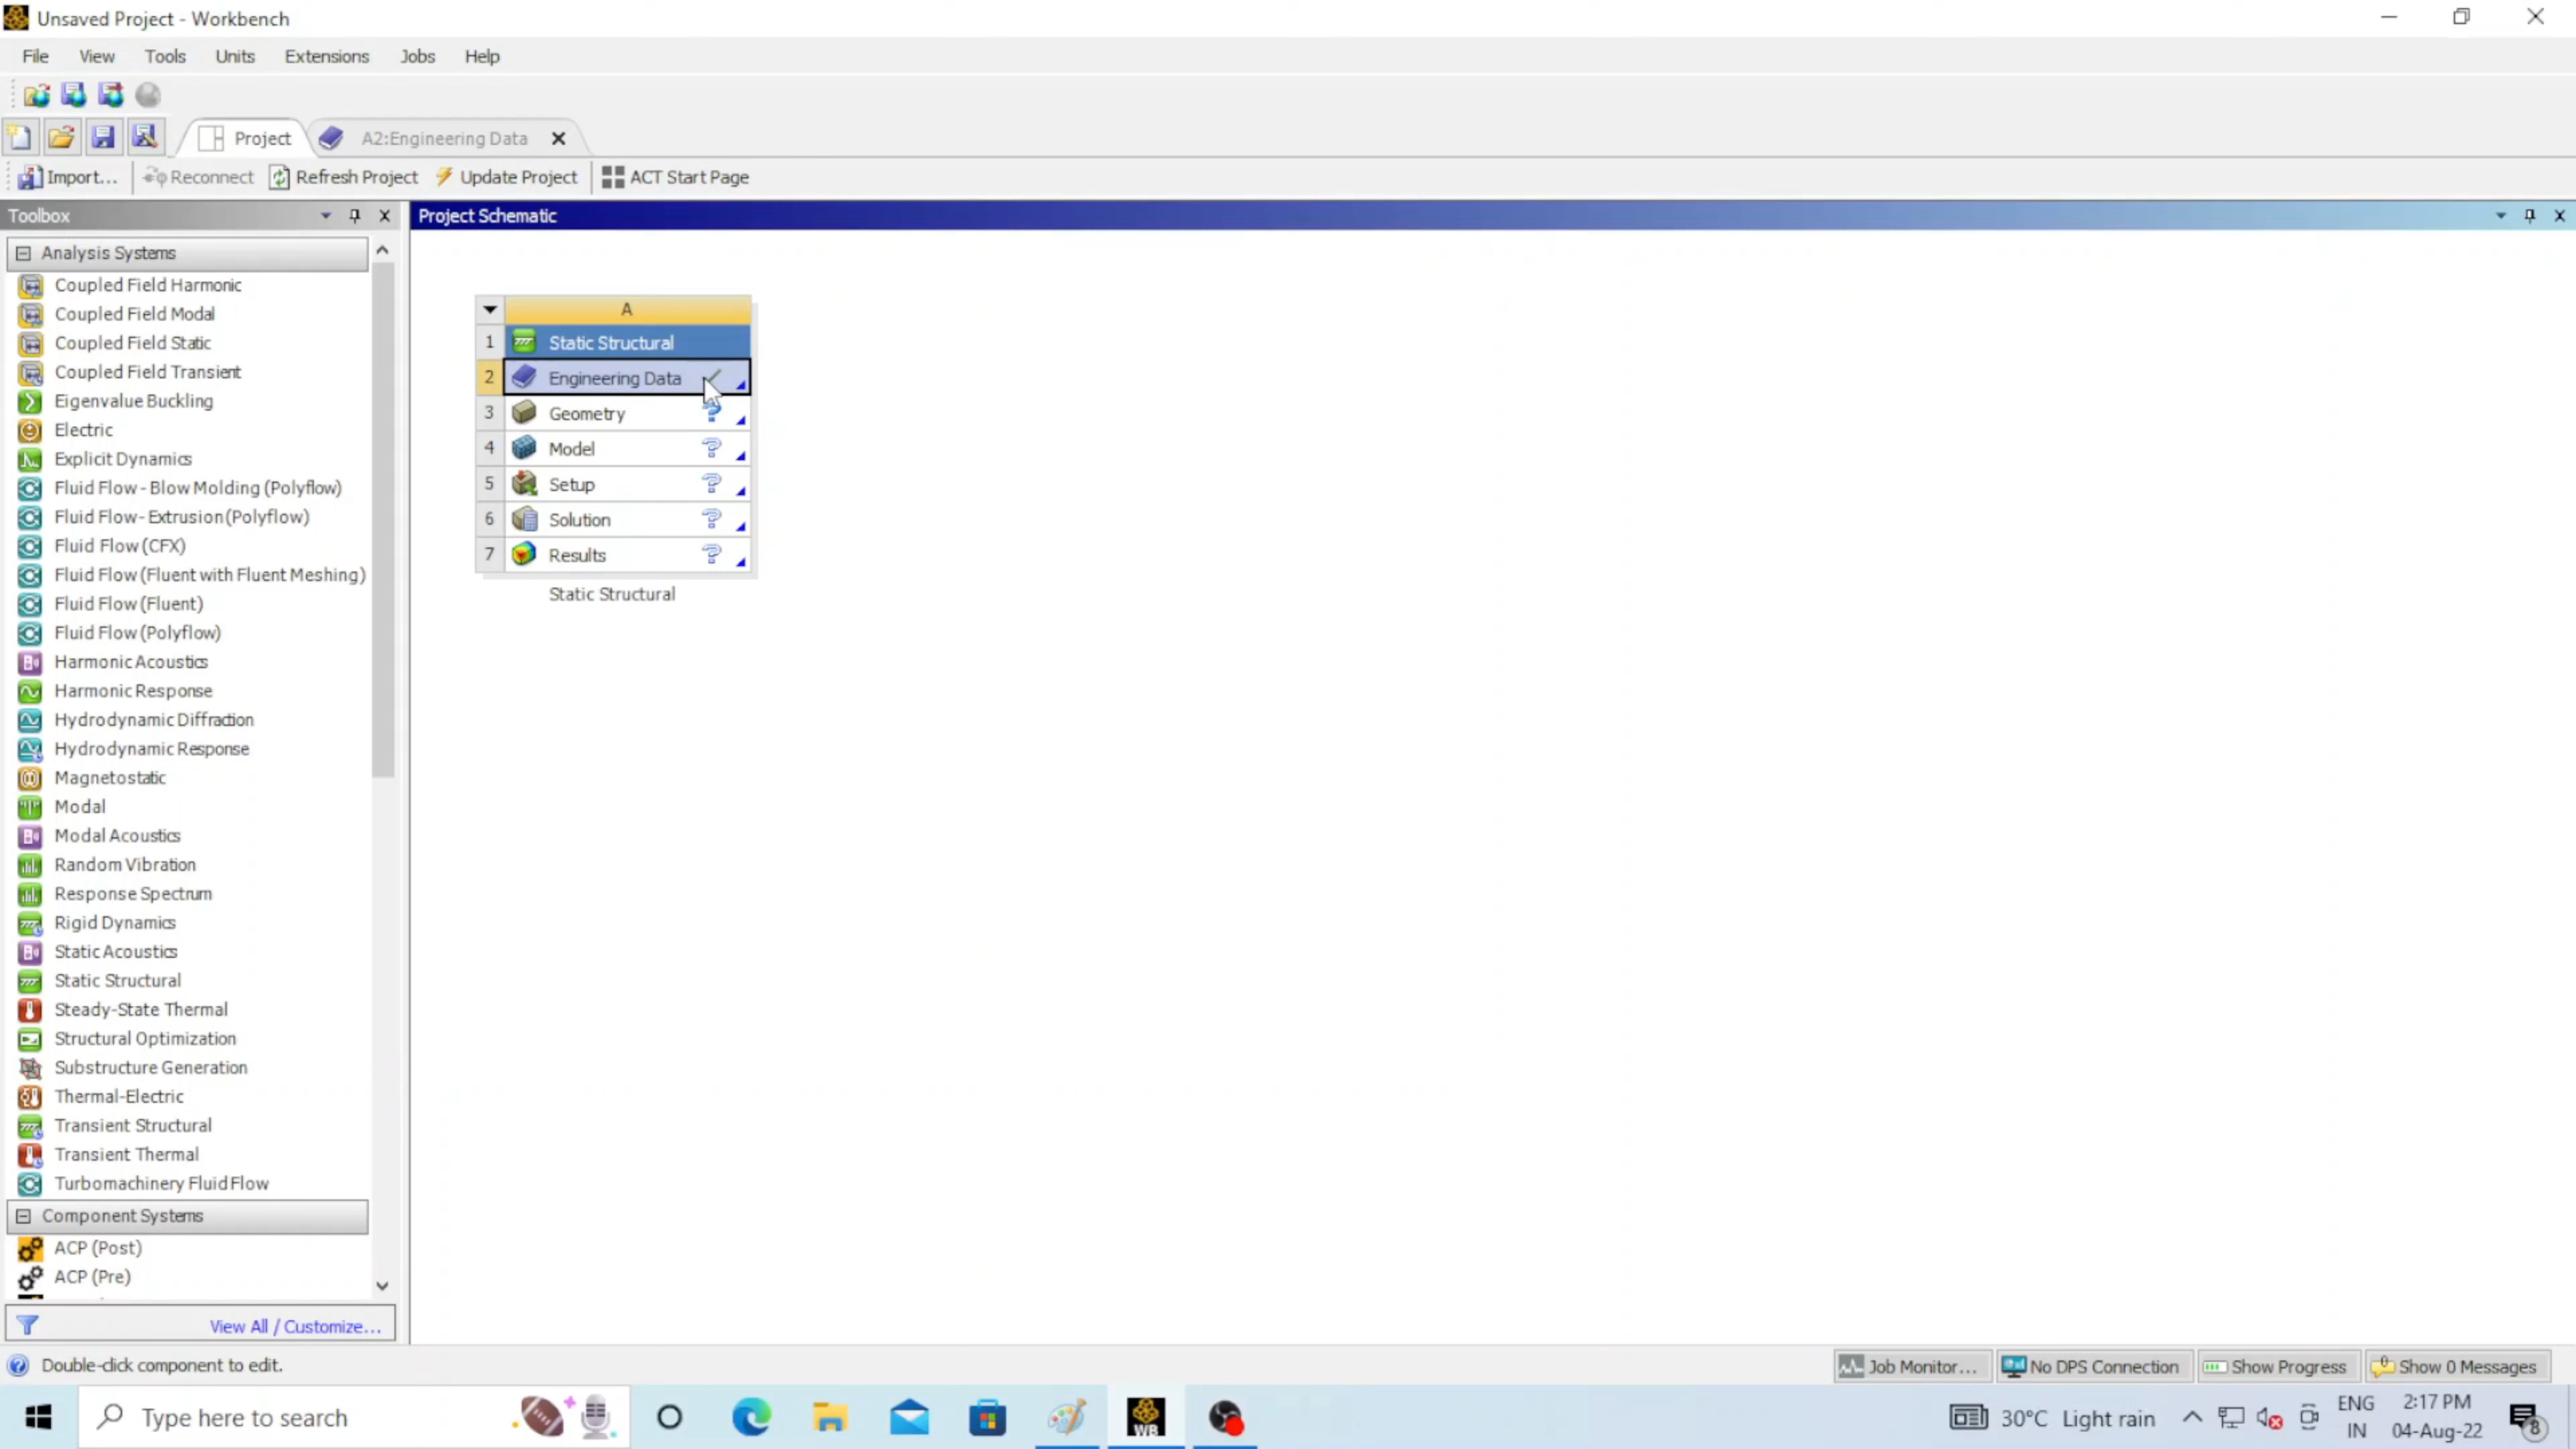 Unsaved Project - Workbench
File View Tools Units Extensions Jobs Help
Project A2:Engineering Data
Import... Reconnect Refresh Project Update Project ACT Start Page
Toolbox
Project Schematic
Analysis Systems
Coupled Field Harmonic
Coupled Field Modal
Coupled Field Static
Coupled Field Transient
Eigenvalue Buckling
Electric
Explicit Dynamics
Fluid Flow - Blow Molding (Polyflow)
Fluid Flow- Extrusion (Polyflow)
Fluid Flow (CFX)
Fluid Flow (Fluent with Fluent Meshing)
Fluid Flow (Fluent)
Fluid Flow (Polyflow)
Harmonic Acoustics
Harmonic Response
Hydrodynamic Diffraction
Hydrodynamic Response
Magnetostatic
Modal
Modal Acoustics
Random Vibration
Response Spectrum
Rigid Dynamics
Static Acoustics
Static Structural
Steady-State Thermal
Structural Optimization
Substructure Generation
Thermal-Electric
Transient Structural
Transient Thermal
Turbomachinery Fluid Flow
Component Systems
ACP (Post)
ACP (Pre)
View All / Customize...
A
1 Static Structural
2 Engineering Data
3 Geometry ?
4 Model ?
5 Setup ?
6 Solution ?
7 Results ?
Static Structural
Double-click component to edit.
Job Monitor... No DPS Connection Show Progress 0 Show 0 Messages
Type here to search
WB
30°C Light rain
ENG
IN
2:17 PM
04-Aug-22
8